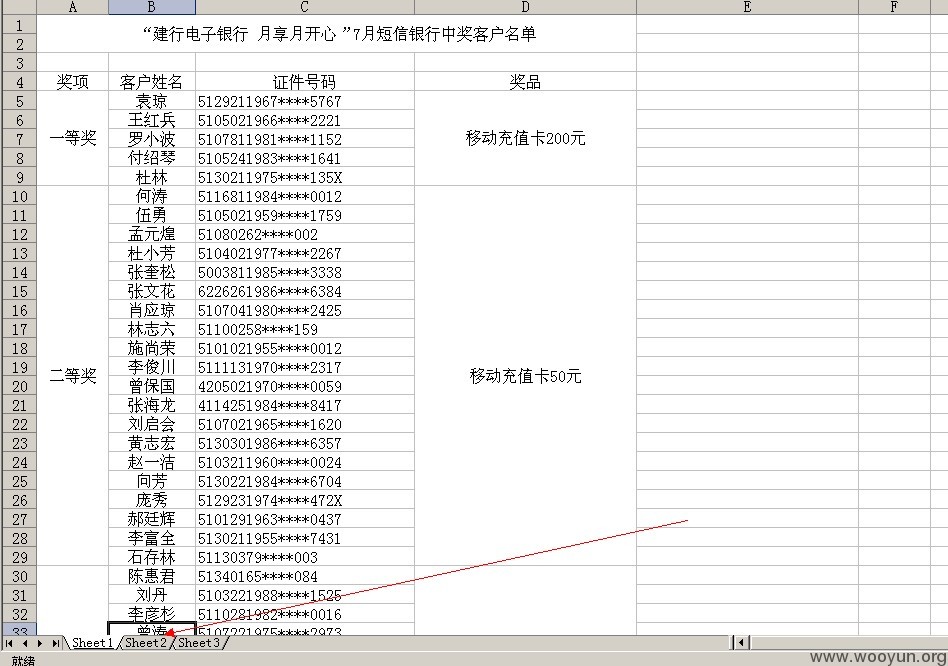 A B C D E F
1 “建行电子银行 月享月开心 ”7月短信银行中奖客户名单
2
3
4 奖项 客户姓名 证件号码 奖品
5 袁琼 5129211967****5767
6 王红兵 5105021966****2221
7 一等奖 罗小波 5107811981****1152 移动充值卡200元
8 付绍琴 5105241983****1641
9 杜林 5130211975****135X
10 何涛 5116811984****0012
11 伍勇 5105021959****1759
12 孟元煌 51080262****002
13 杜小芳 5104021977****2267
14 张奎松 5003811985****3338
15 张文花 6226261986****6384
16 肖应琼 5107041980****2425
17 林志六 51100258****159
18 施尚荣 5101021955****0012
19 李俊川 5111131970****2317
20 二等奖 曾保国 4205021970****0059 移动充值卡50元
21 张海龙 4114251984****8417
22 刘启会 5107021965****1620
23 黄志宏 5130301986****6357
24 赵一洁 5103211960****0024
25 向芳 5130221984****6704
26 庞秀 5129231974****472X
27 郝廷辉 5101291963****0437
28 李富全 5130211955****7431
29 石存林 51130379****003
30 陈惠君 51340165****084
31 刘丹 5103221988****1525
32 李彦杉 5110281982****0016
33 曾涛 5107221975****2973
Sheet1 Sheet2 Sheet3
就绪
www.wooyun.org